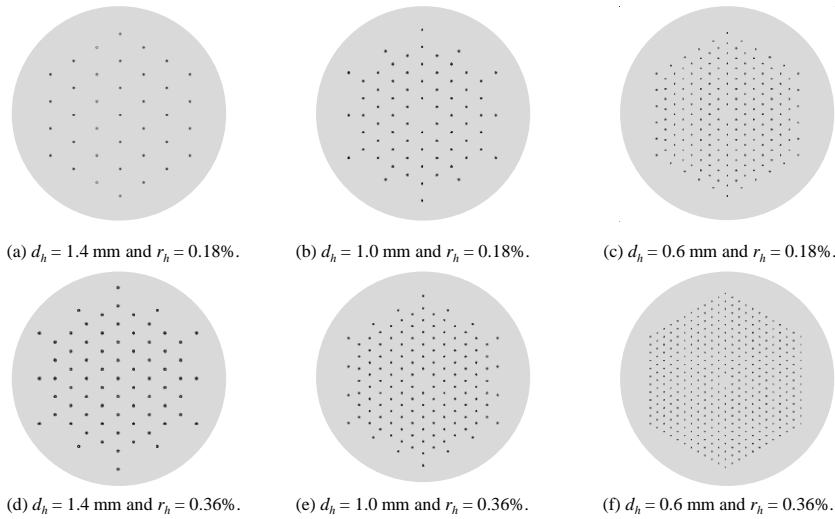 (a) d_h = 1.4 mm and r_h = 0.18%.
(b) d_h = 1.0 mm and r_h = 0.18%.
(c) d_h = 0.6 mm and r_h = 0.18%.
(d) d_h = 1.4 mm and r_h = 0.36%.
(e) d_h = 1.0 mm and r_h = 0.36%.
(f) d_h = 0.6 mm and r_h = 0.36%.